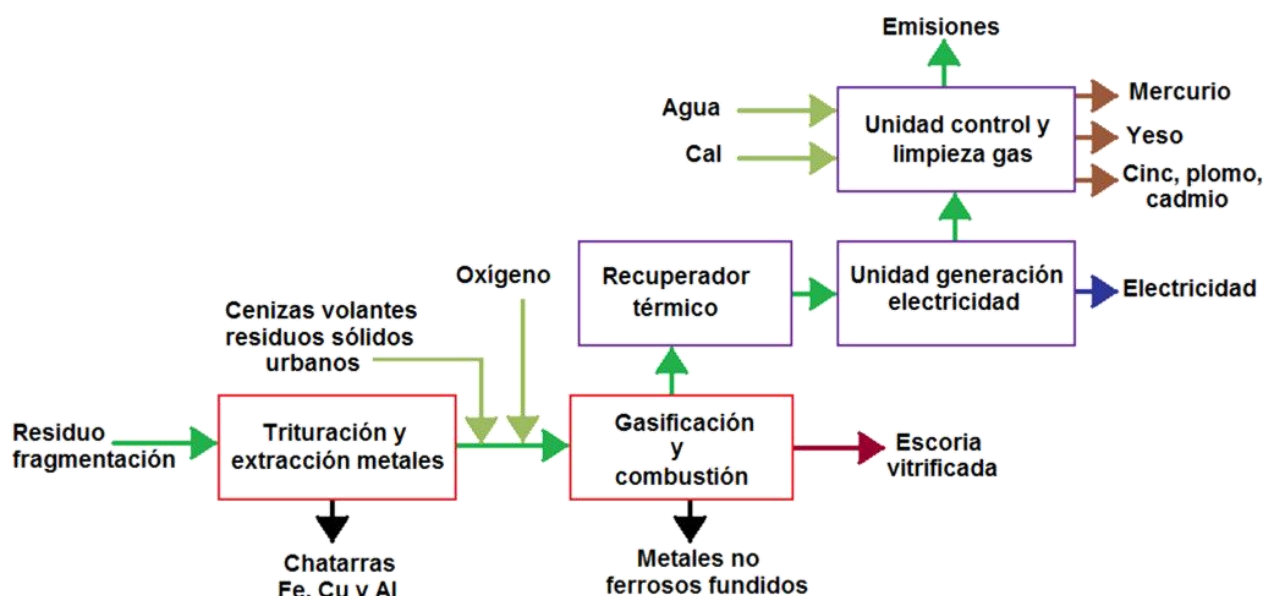 Emisiones
Agua
Cal
Unidad control y
limpieza gas
Mercurio
Yeso
Cinc, plomo,
cadmio
Oxígeno
Cenizas volantes
residuos sólidos
urbanos
Recuperador
térmico
Unidad generación
electricidad
Electricidad
Residuo
fragmentación
Trituración y
extracción metales
Gasificación
y
combustión
Escoria
vitrificada
Chatarras
Fe, Cu y Al
Metales no
ferrosos fundidos